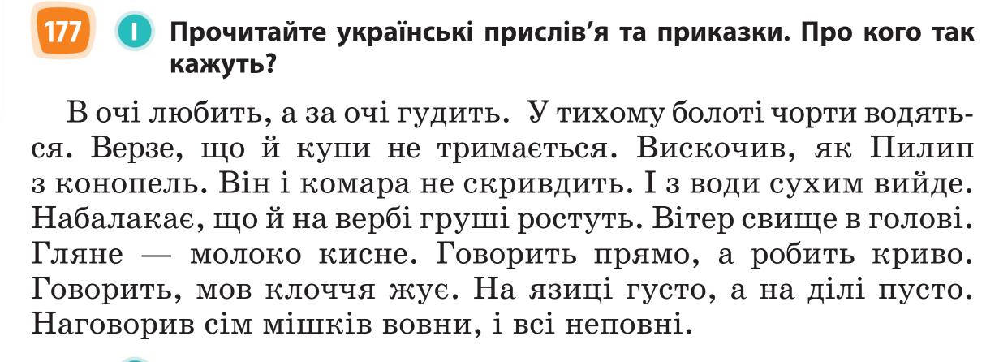 177 І Прочитайте українські прислів’я та приказки. Про кого так
кажуть?
В очі любить, а за очі гудить. У тихому болоті чорти водять-
ся. Верзе, що й купи не тримається. Вискочив, як Пилип
з конопель. Він і комара не скривдить. І з води сухим вийде.
Набалакає, що й на вербі груші ростуть. Вітер свище в голові.
Гляне — молоко кисне. Говорить прямо, а робить криво.
Говорить, мов клоччя жує. На язиці густо, а на ділі пусто.
Наговорив сім мішків вовни, і всі неповні.